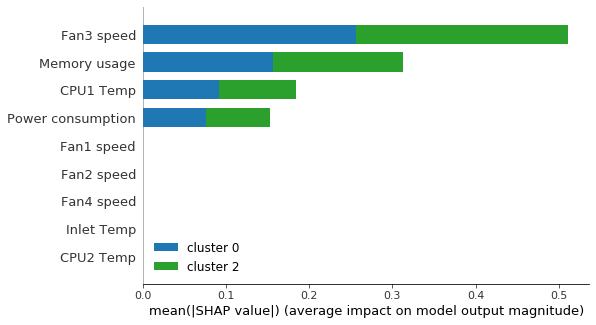 Fan3 speed
Memory usage
CPU1 Temp
Power consumption
Fan1 speed
Fan2 speed
Fan4 speed
Inlet Temp
CPU2 Temp
cluster 0
cluster 2
0.0 0.1 0.2 0.3 0.4 0.5
mean(|SHAP value|) (average impact on model output magnitude)